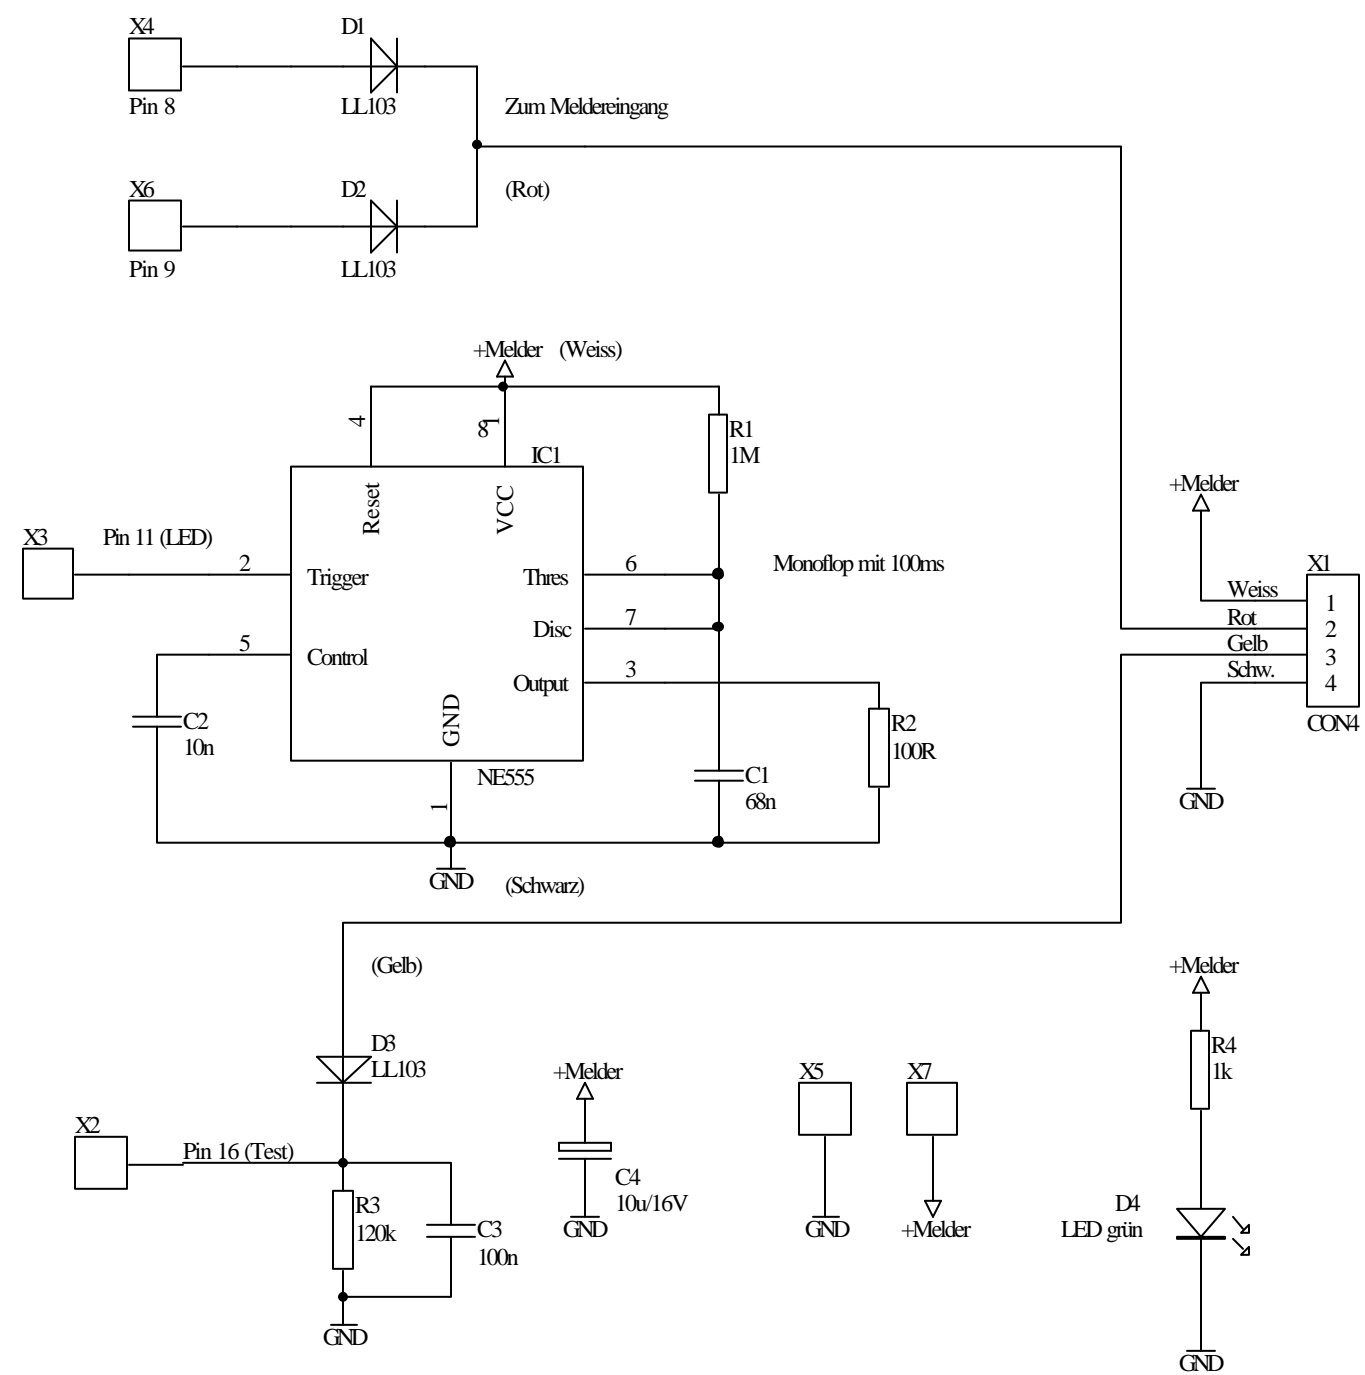 X4
D1
Pin 8
LL103
Zum Meldereingang
X6
D2
(Rot)
Pin 9
LL103
+Melder (Weiss)
4
8
1
R1
1M
IC1
Reset
VCC
+Melder
X3
Pin 11 (LED)
2
Trigger
Thres
6
Monoflop mit 100ms
X1
Weiss
1
Rot
2
Gelb
3
Schw.
4
CON4
Disc
7
5
Control
Output
3
GND
C2
10n
R2
100R
NE555
C1
68n
1
GND
GND
(Schwarz)
(Gelb)
+Melder
D3
LL103
R4
1k
+Melder
X5
X7
X2
Pin 16 (Test)
R3
120k
C3
100n
C4
10u/16V
GND
GND
+Melder
D4
LED grün
GND
GND